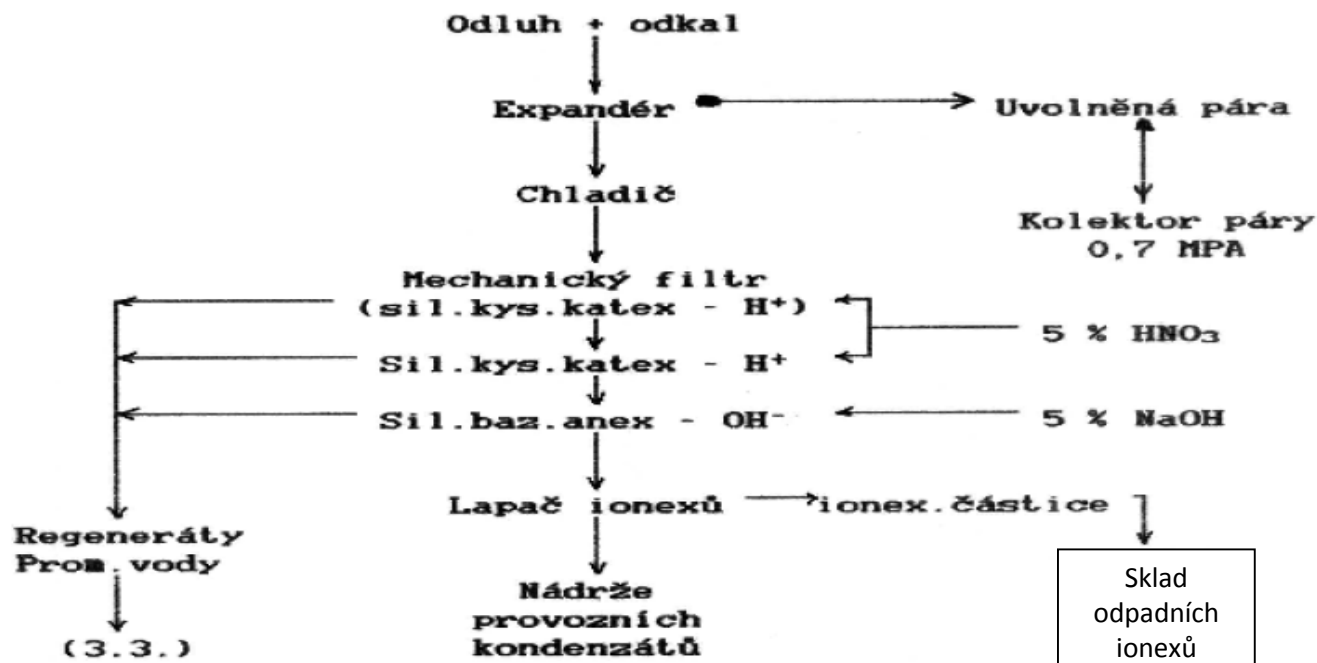 Odluh + odkal
Expandér
Uvolněná pára
Chladič
Kolektor páry
0,7 MPA
Mechanický filtr
(sil.kys.katex - H⁺)
5 % HNO₃
Sil.kys.katex - H⁺
Sil.baz.anex - OH⁻
5 % NaOH
Lapač ionexů
ionex.částice
Regeneráty
Prom.vody
(3.3.)
Nádrže
provozních
kondenzátů
Sklad
odpadních
ionexů